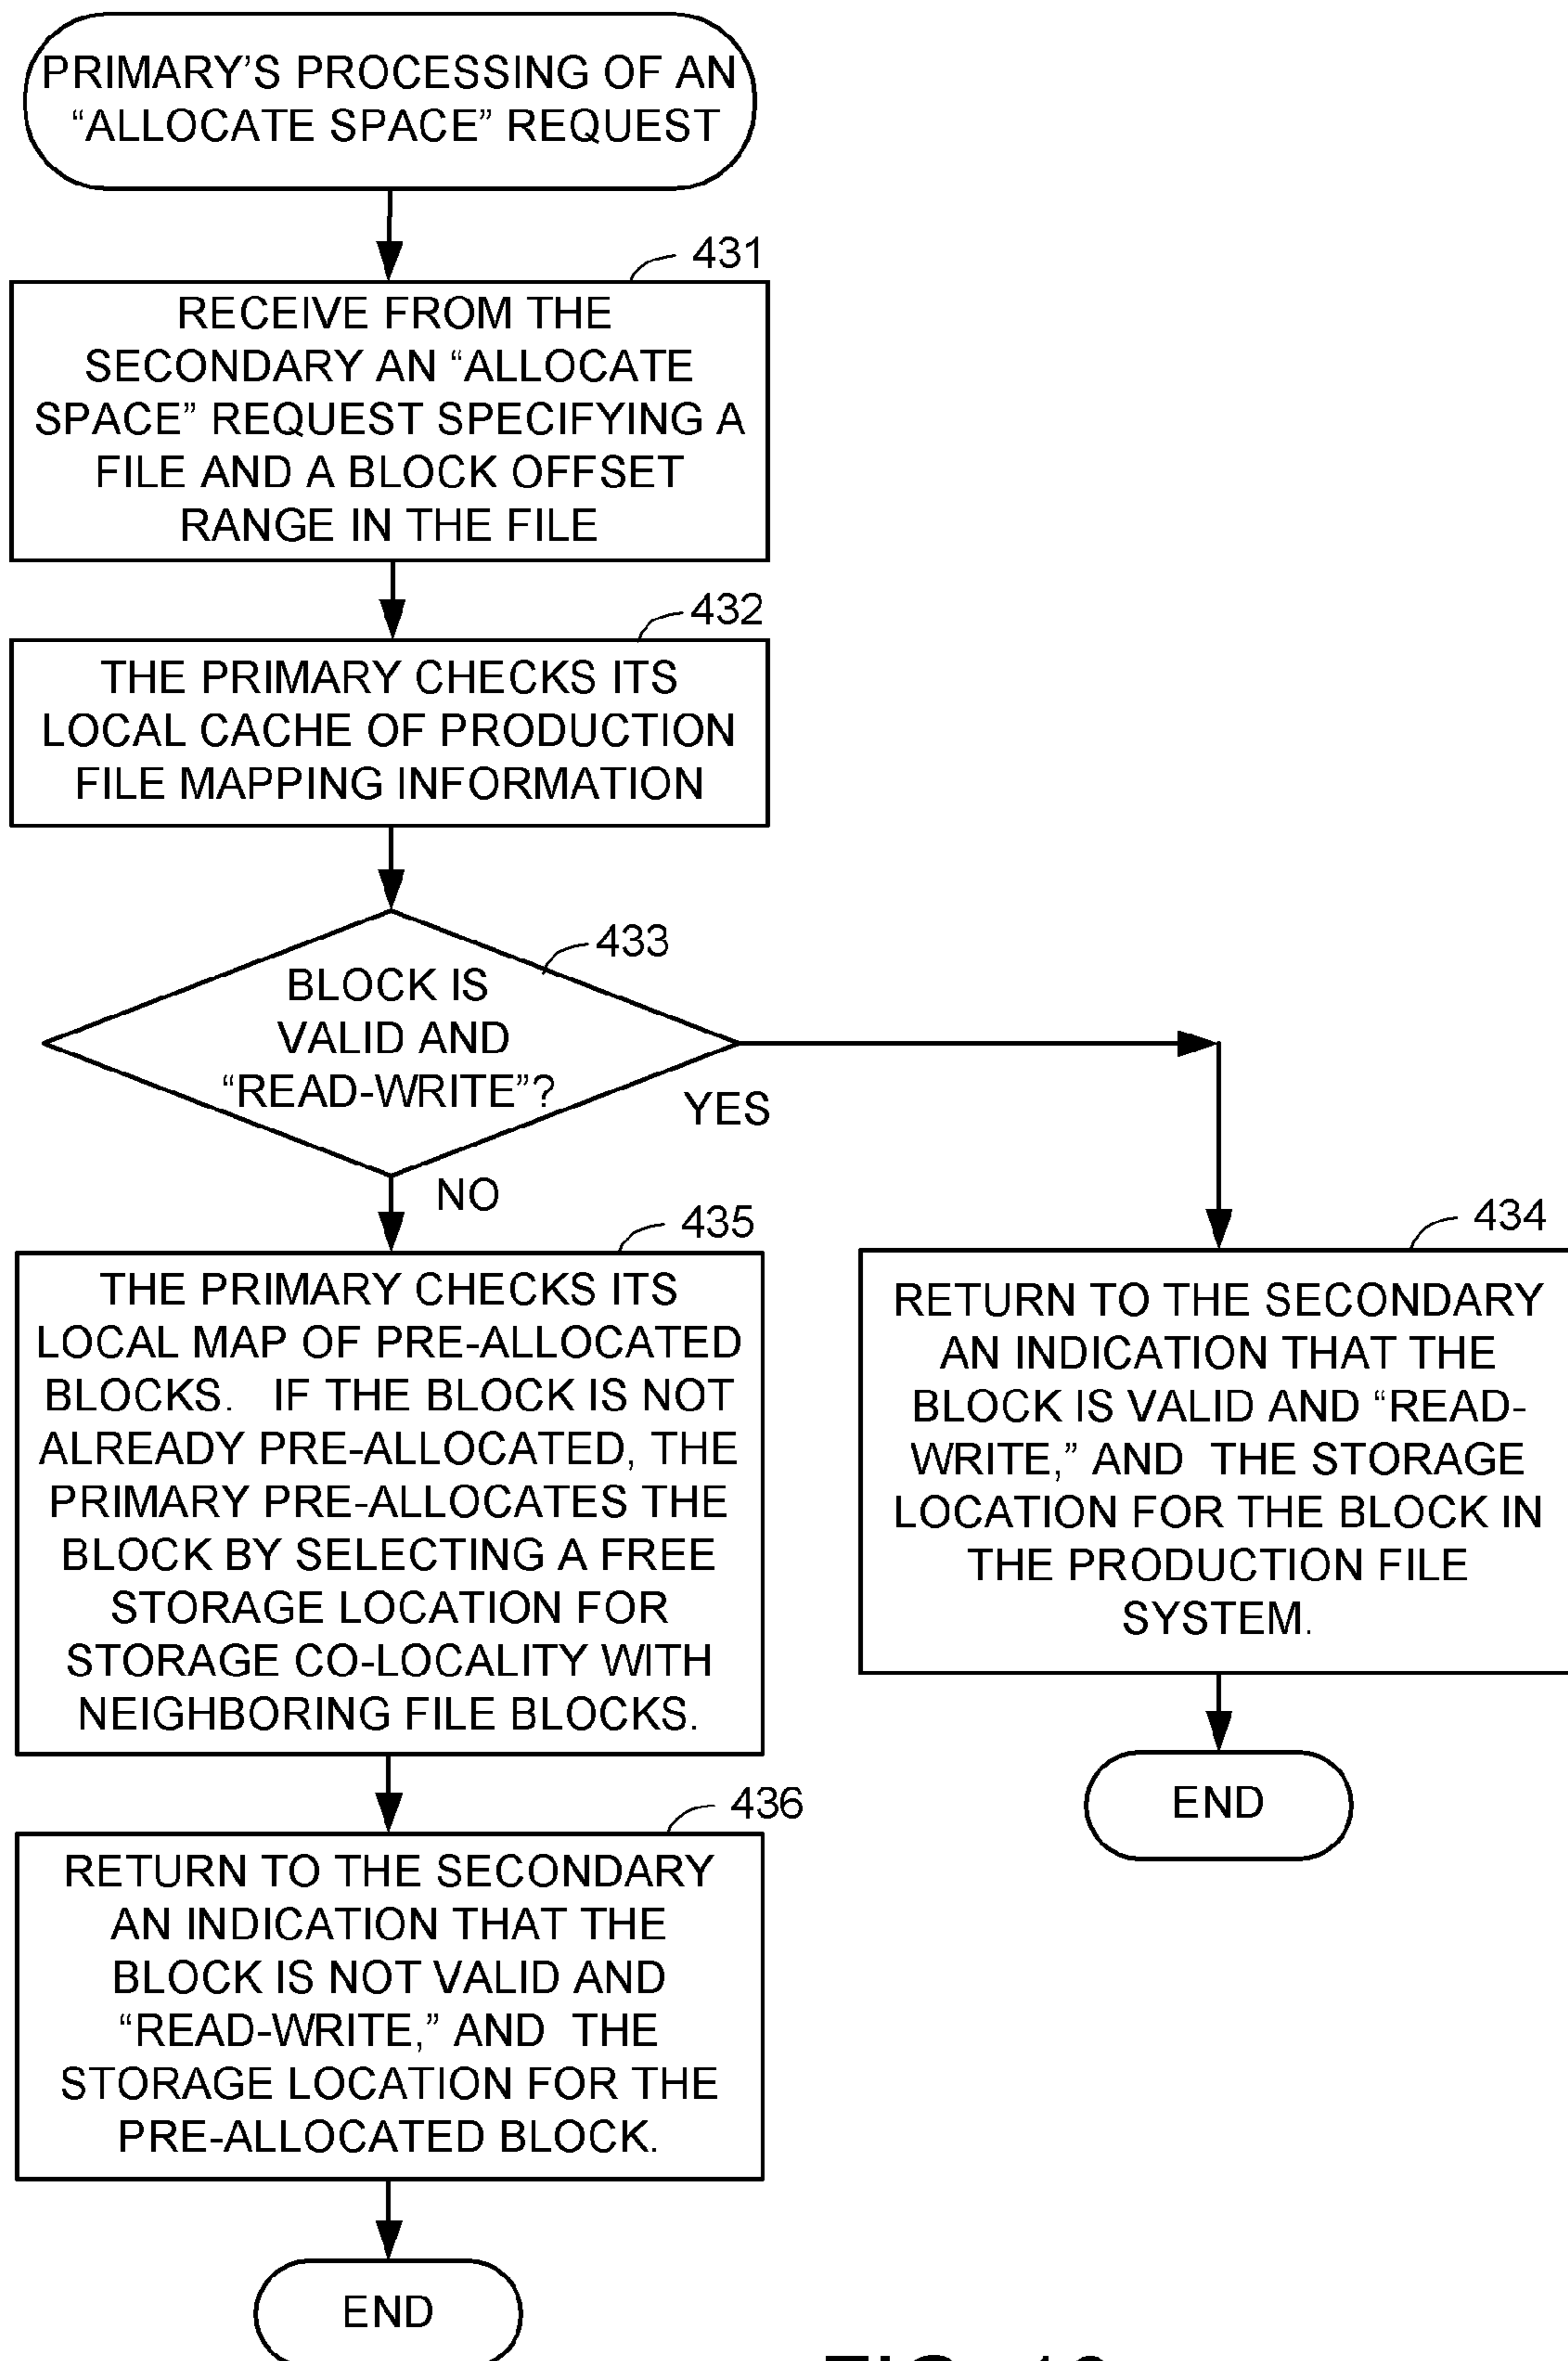 PRIMARY'S PROCESSING OF AN
“ALLOCATE SPACE” REQUEST
431
RECEIVE FROM THE
SECONDARY AN “ALLOCATE
SPACE” REQUEST SPECIFYING A
FILE AND A BLOCK OFFSET
RANGE IN THE FILE
432
THE PRIMARY CHECKS ITS
LOCAL CACHE OF PRODUCTION
FILE MAPPING INFORMATION
433
BLOCK IS
VALID AND
“READ-WRITE”?
YES
NO
435
THE PRIMARY CHECKS ITS
LOCAL MAP OF PRE-ALLOCATED
BLOCKS. IF THE BLOCK IS NOT
ALREADY PRE-ALLOCATED, THE
PRIMARY PRE-ALLOCATES THE
BLOCK BY SELECTING A FREE
STORAGE LOCATION FOR
STORAGE CO-LOCALITY WITH
NEIGHBORING FILE BLOCKS.
434
RETURN TO THE SECONDARY
AN INDICATION THAT THE
BLOCK IS VALID AND “READ-
WRITE,” AND THE STORAGE
LOCATION FOR THE BLOCK IN
THE PRODUCTION FILE
SYSTEM.
END
436
RETURN TO THE SECONDARY
AN INDICATION THAT THE
BLOCK IS NOT VALID AND
“READ-WRITE,” AND THE
STORAGE LOCATION FOR THE
PRE-ALLOCATED BLOCK.
END